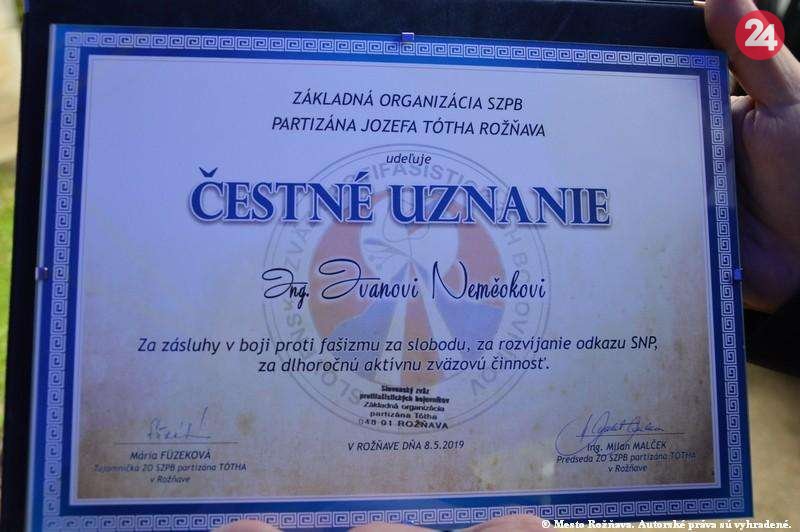 24
ZÁKLADNÁ ORGANIZÁCIA SZPB
PARTIZÁNA JOZEFA TÓTHA ROŽŇAVA
udeľuje
ČESTNÉ UZNANIE
Ing. Ivanovi Neměokovi
Za zásluhy v boji proti fašizmu za slobodu, za rozvíjanie odkazu SNP,
za dlhoročnú aktívnu zväzovú činnosť.
Slovenský zväz
protifašistických bojovníkov
Základná organizácia
partizána Tótha
048 01 ROŽŇAVA
V ROŽŇAVE DŇA 8.5.2019
Mária FÜZEKOVÁ
Tajomníčka ZO SZPB partizána TÓTHA
v Rožňave
Ing. Milan MALČEK
Predseda ZO SZPB partizána TÓTHA
v Rožňave
© Mesto Rožňava. Autorské práva sú vyhradené.